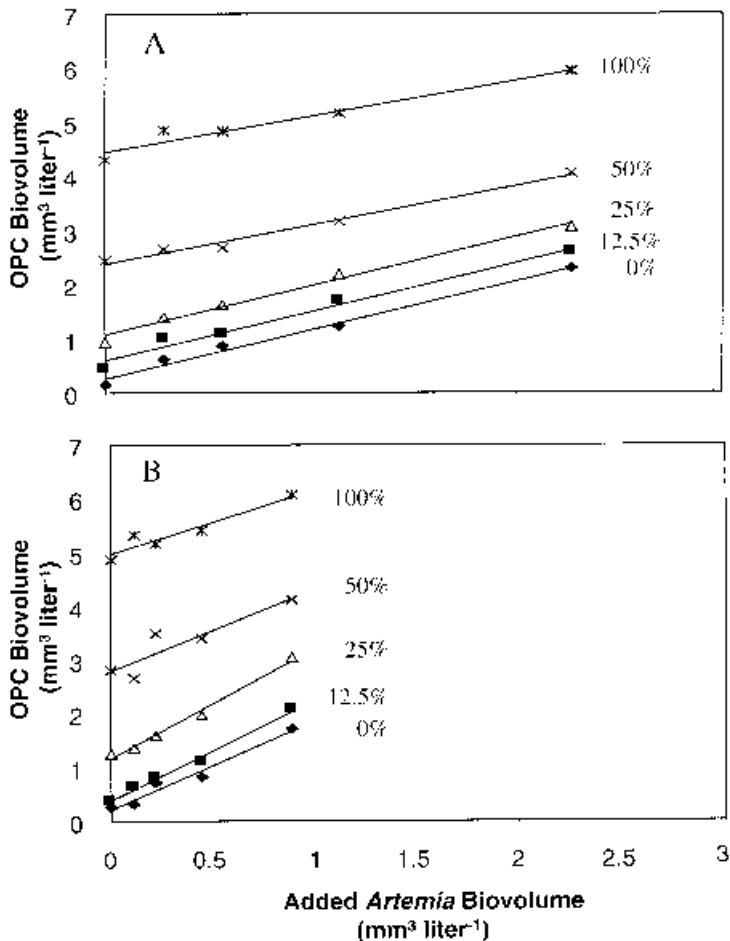 7
A
6
100%
5
4
50%
3
25%
12.5%
2
0%
1
0
OPC Biovolume
(mm³ liter⁻¹)
7
B
6
100%
5
4
50%
3
25%
2
12.5%
0%
1
0
OPC Biovolume
(mm³ liter⁻¹)
0 0.5 1 1.5 2 2.5 3
Added Artemia Biovolume
(mm³ liter⁻¹)